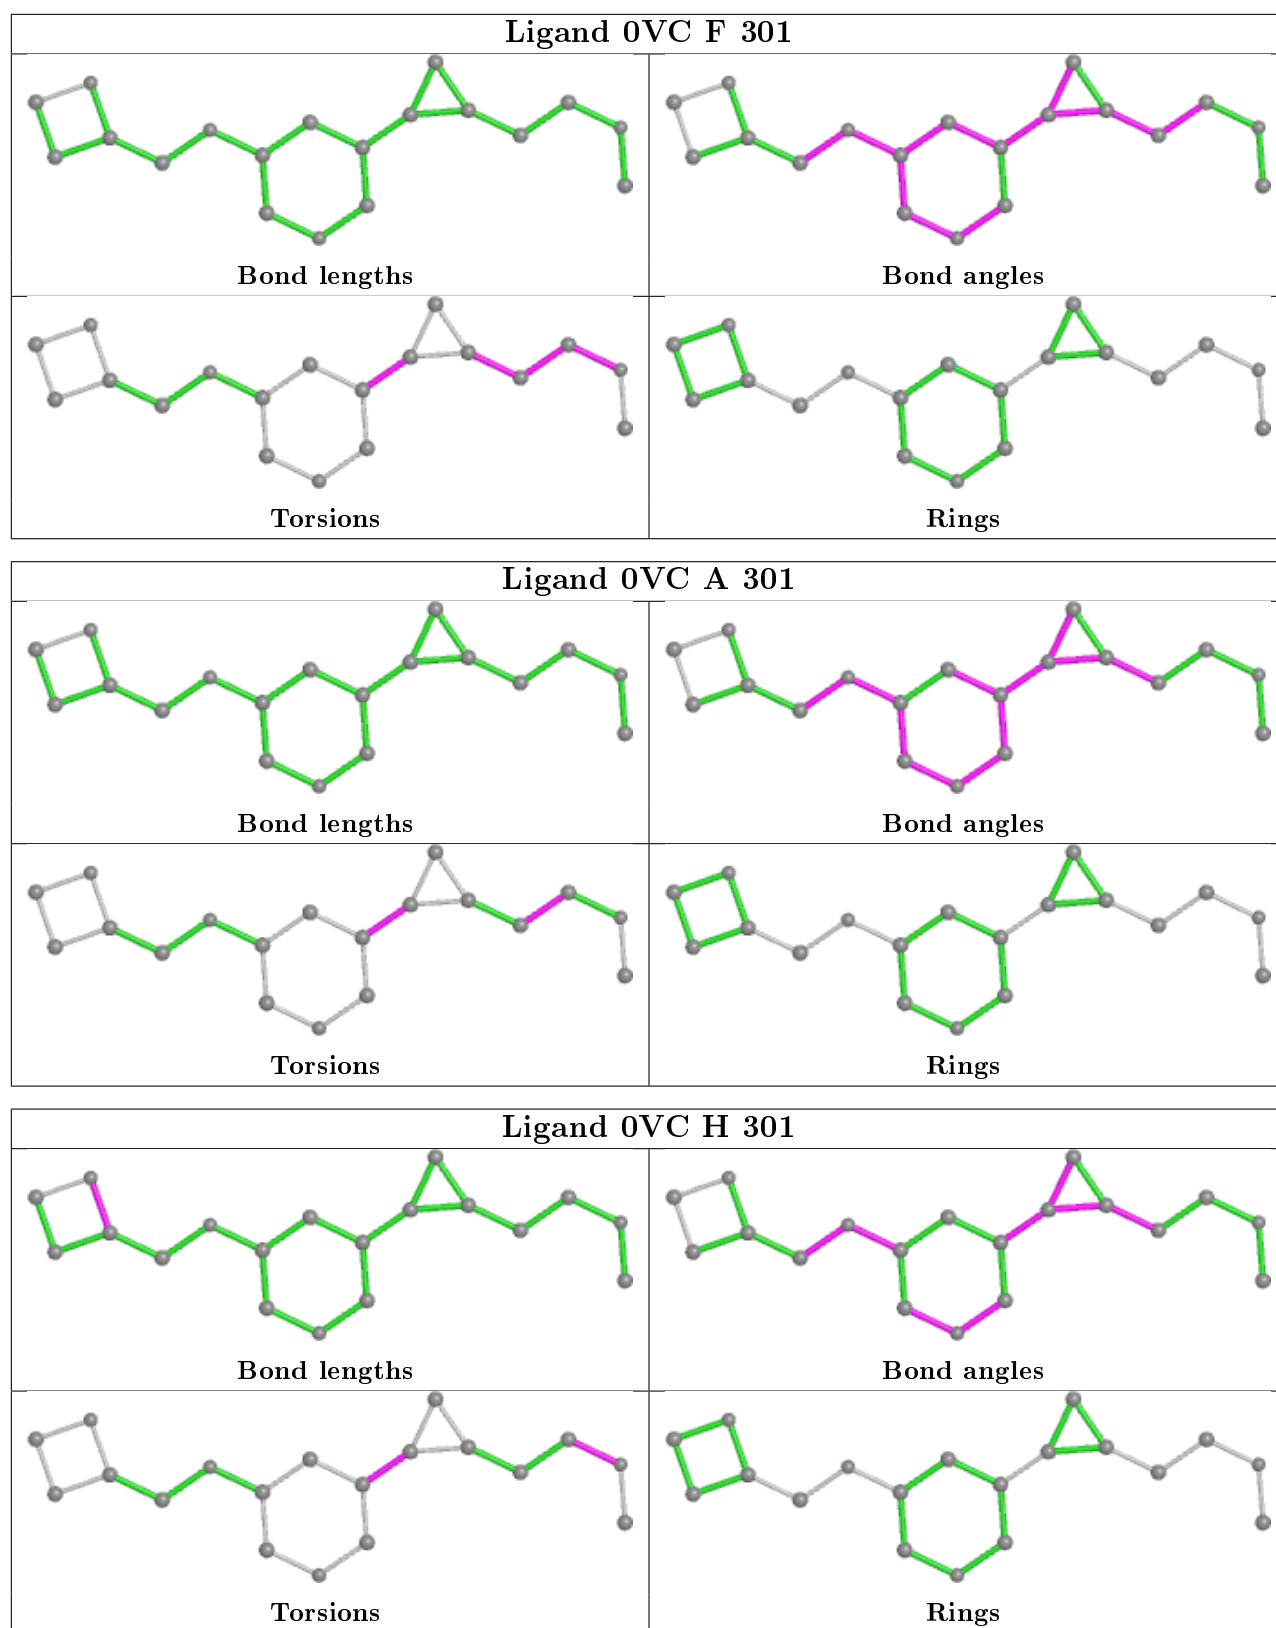 Ligand 0VC F 301
Bond lengths
Bond angles
Torsions
Rings
Ligand 0VC A 301
Bond lengths
Bond angles
Torsions
Rings
Ligand 0VC H 301
Bond lengths
Bond angles
Torsions
Rings